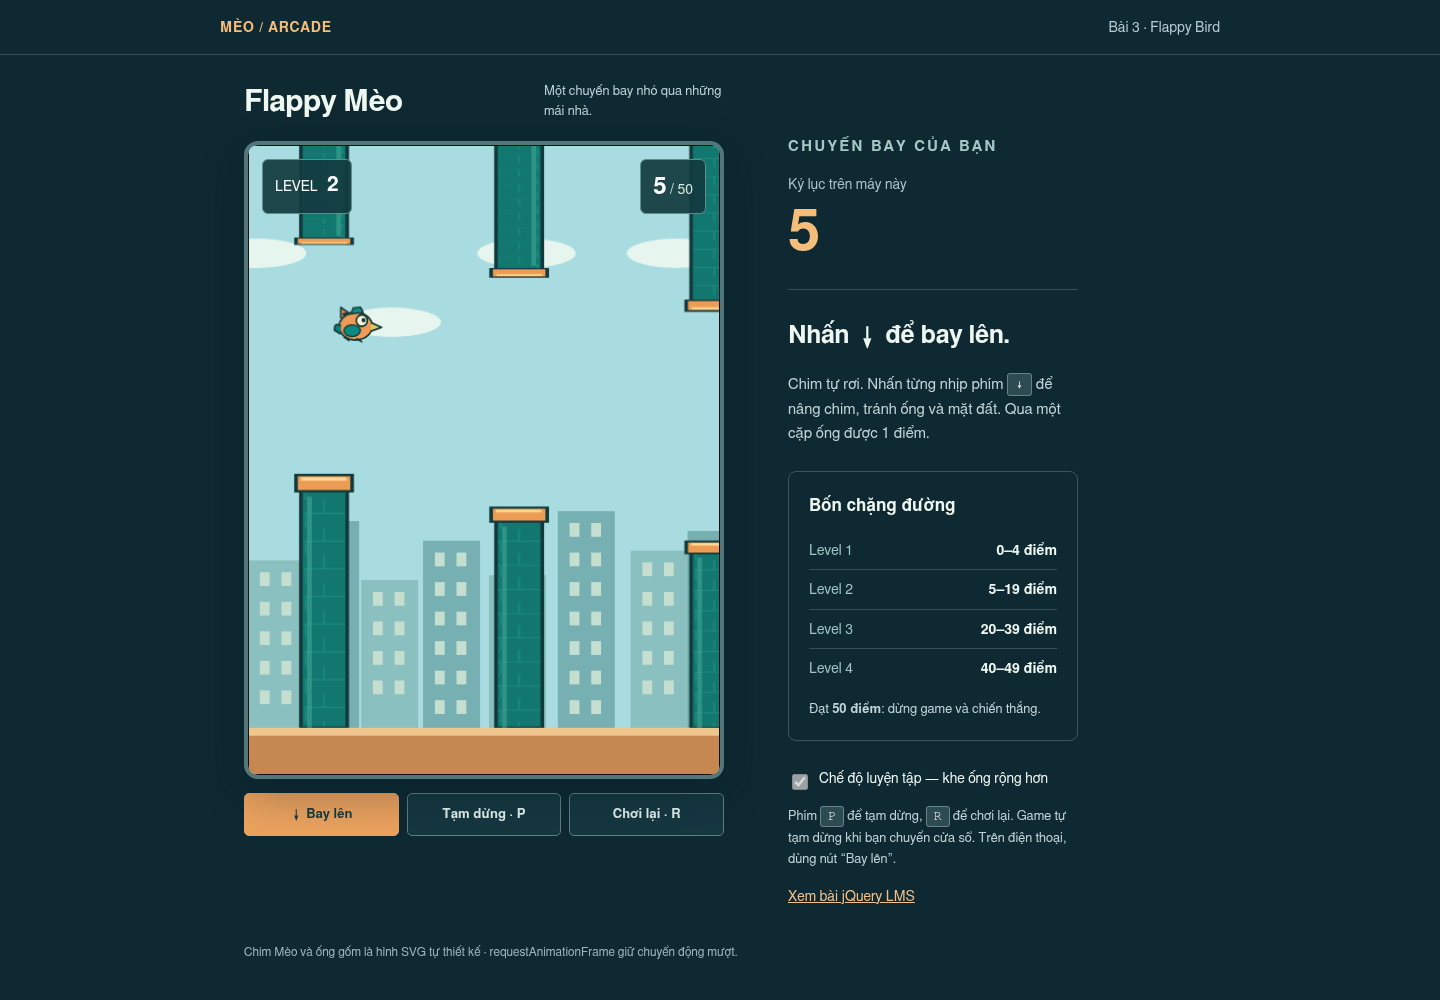 MÈO / ARCADE
Bài 3 · Flappy Bird
Flappy Mèo
Một chuyến bay nhỏ qua những
mái nhà.
LEVEL 2
5 / 50
↓ Bay lên
Tạm dừng · P
Chơi lại · R
CHUYẾN BAY CỦA BẠN
Kỷ lục trên máy này
5
Nhấn ↓ để bay lên.
Chim tự rơi. Nhấn từng nhịp phím ↓ để
nâng chim, tránh ống và mặt đất. Qua một
cặp ống được 1 điểm.
Bốn chặng đường
Level 1 0–4 điểm
Level 2 5–19 điểm
Level 3 20–39 điểm
Level 4 40–49 điểm
Đạt 50 điểm: dừng game và chiến thắng.
Chế độ luyện tập — khe ống rộng hơn
Phím P để tạm dừng, R để chơi lại. Game tự
tạm dừng khi bạn chuyển cửa sổ. Trên điện thoại,
dùng nút “Bay lên”.
Xem bài jQuery LMS
Chim Mèo và ống gốm là hình SVG tự thiết kế · requestAnimationFrame giữ chuyển động mượt.